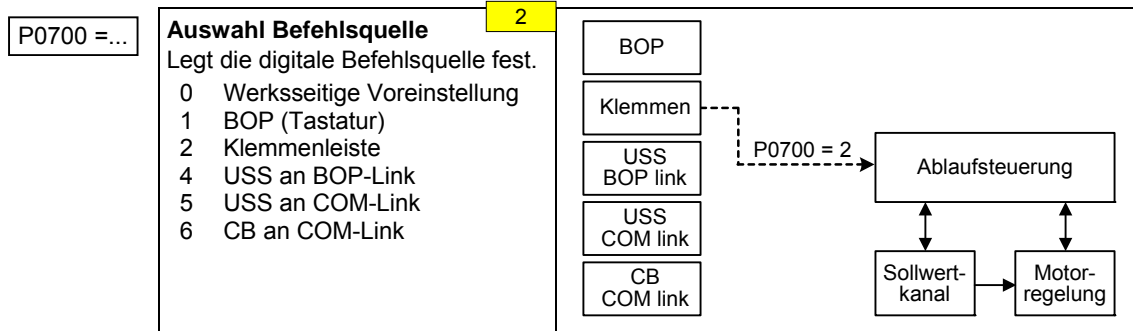 P0700 =...
Auswahl Befehlsquelle
2
Legt die digitale Befehlsquelle fest.
0 Werksseitige Voreinstellung
1 BOP (Tastatur)
2 Klemmenleiste
4 USS an BOP-Link
5 USS an COM-Link
6 CB an COM-Link
BOP
Klemmen
USS
BOP link
USS
COM link
CB
COM link
P0700 = 2
Ablaufsteuerung
Sollwert-
kanal
Motor-
regelung